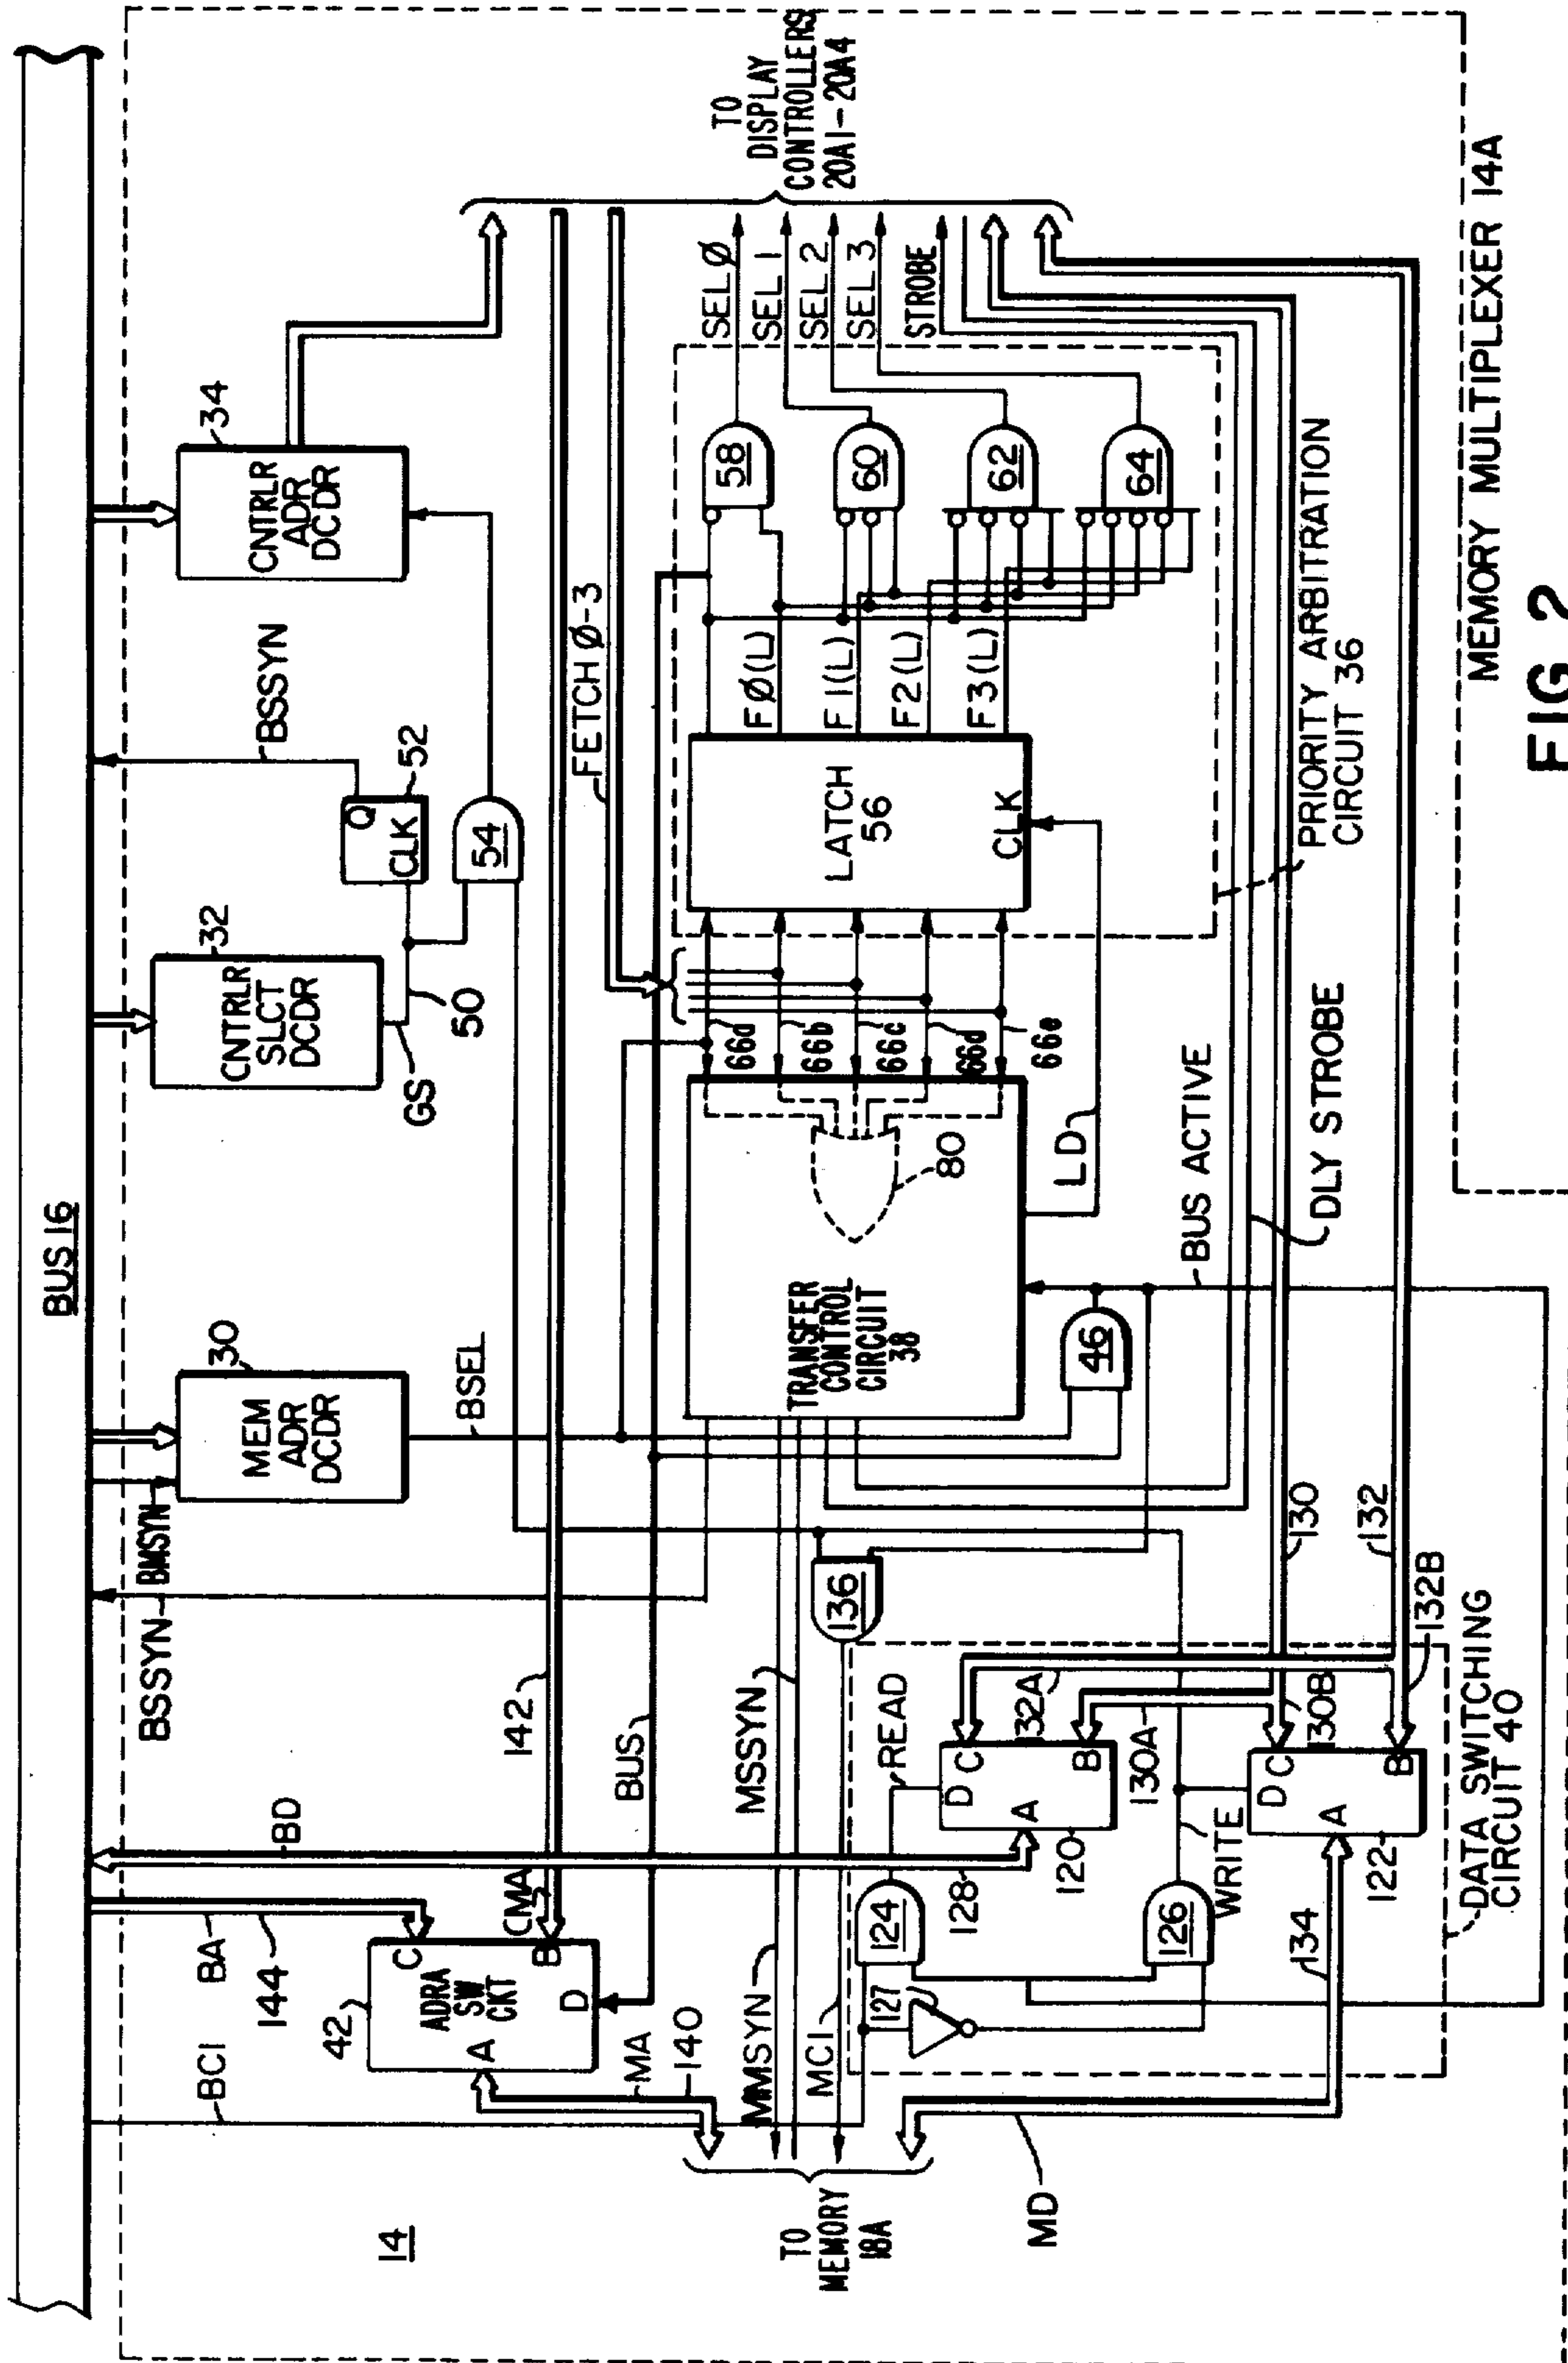 BUS 16
14
BCI
BA
144
BD
BSSYN
BMSYN
30
MEM
ADR
DCDR
BSEL
32
CNTRLR
SLCT
DCDR
GS
50
BSSYN
52
Q
CLK
54
34
CNTRLR
ADR
DCDR
42
C
ADRA
SW
CKT
CMA
B
A
D
MA
140
142
BUS
FETCH Ø-3
TO
DISPLAY
CONTROLLERS
20A1-20A4
TO
MEMORY
18A
MMSYN
MSSYN
MCI
MD
136
TRANSFER
CONTROL
CIRCUIT
38
80
66a
66b
66c
66d
66e
LD
LATCH
56
CLK
FØ(L)
F1(L)
F2(L)
F3(L)
58
60
62
64
SEL Ø
SEL 1
SEL 2
SEL 3
STROBE
46
BUS ACTIVE
DLY STROBE
PRIORITY ARBITRATION
CIRCUIT 36
READ
124
127
126
WRITE
128
120
D
C
A
B
132A
130A
130B
D
C
A
B
122
134
130
132
132B
DATA SWITCHING
CIRCUIT 40
MEMORY MULTIPLEXER 14A
FIG 2